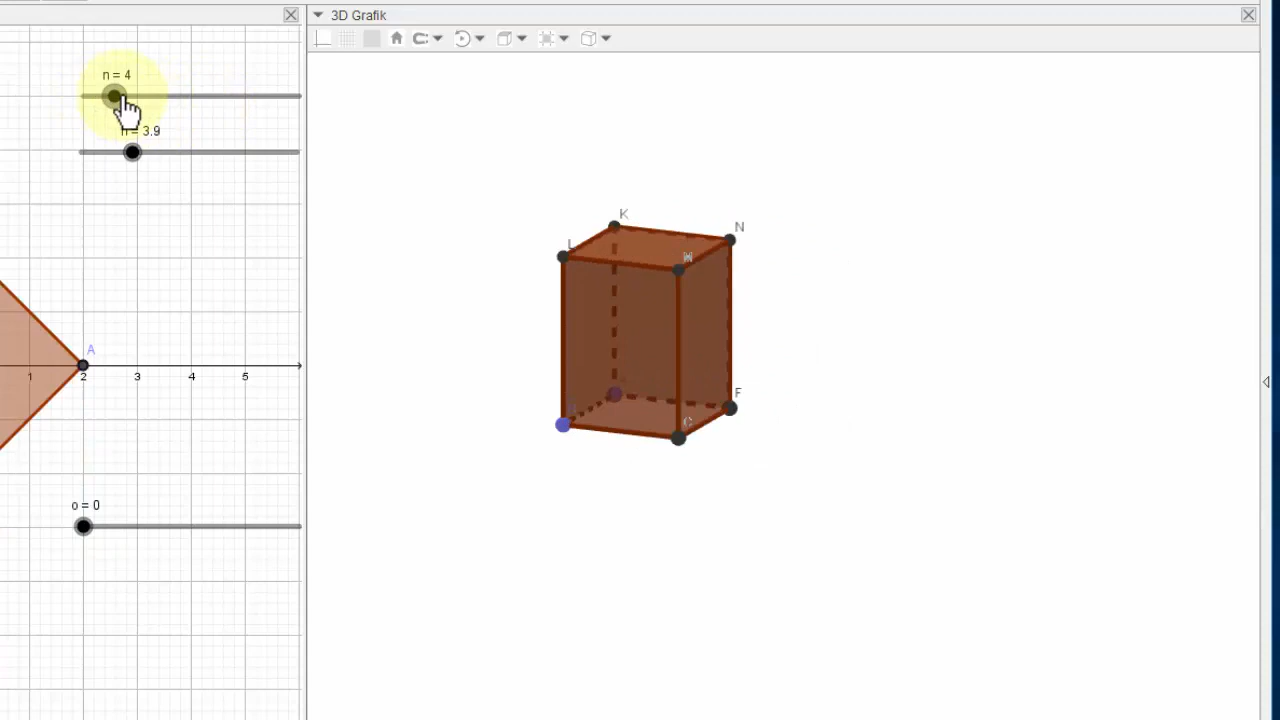 3D Grafik
n = 4
h = 3.9
A
1 2 3 4 5
o = 0
K
N
L
F